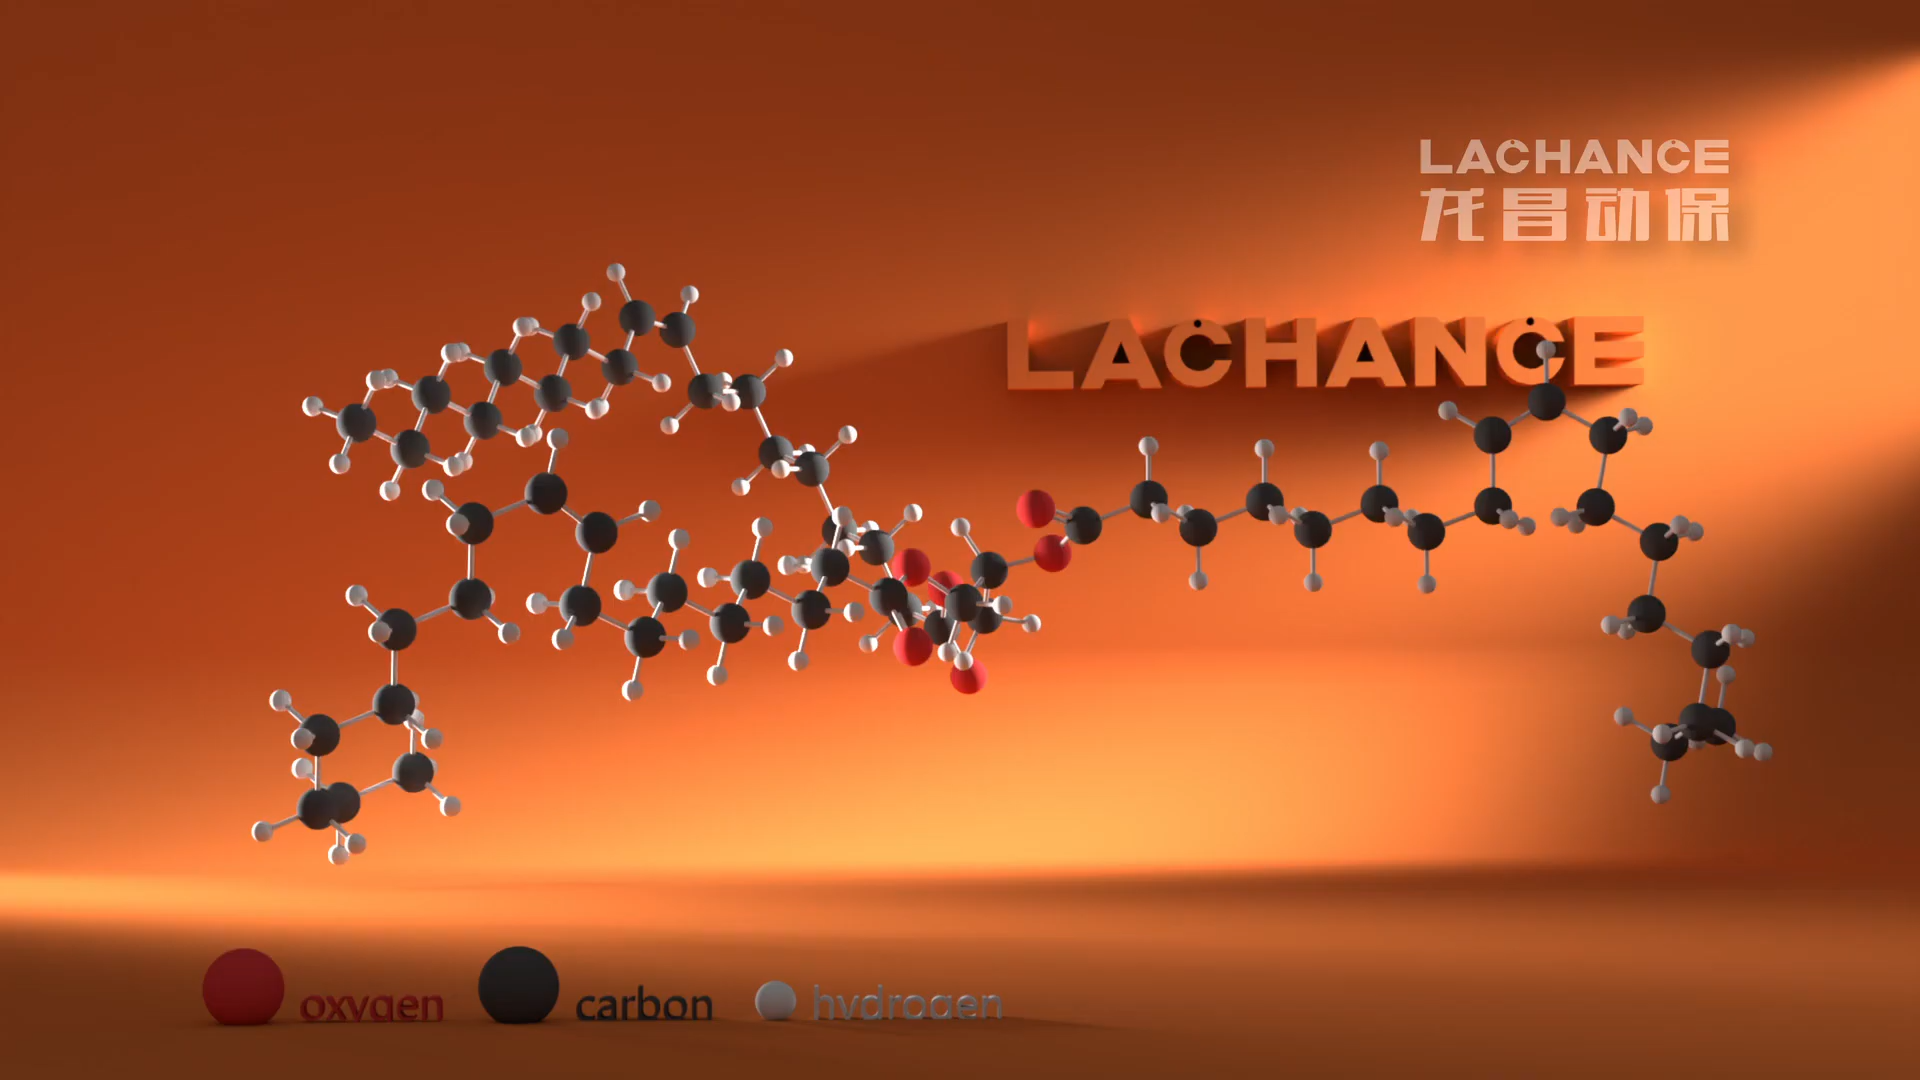 LACHANCE
龙昌动保
LACHANCE
oxygen
carbon
hydrogen